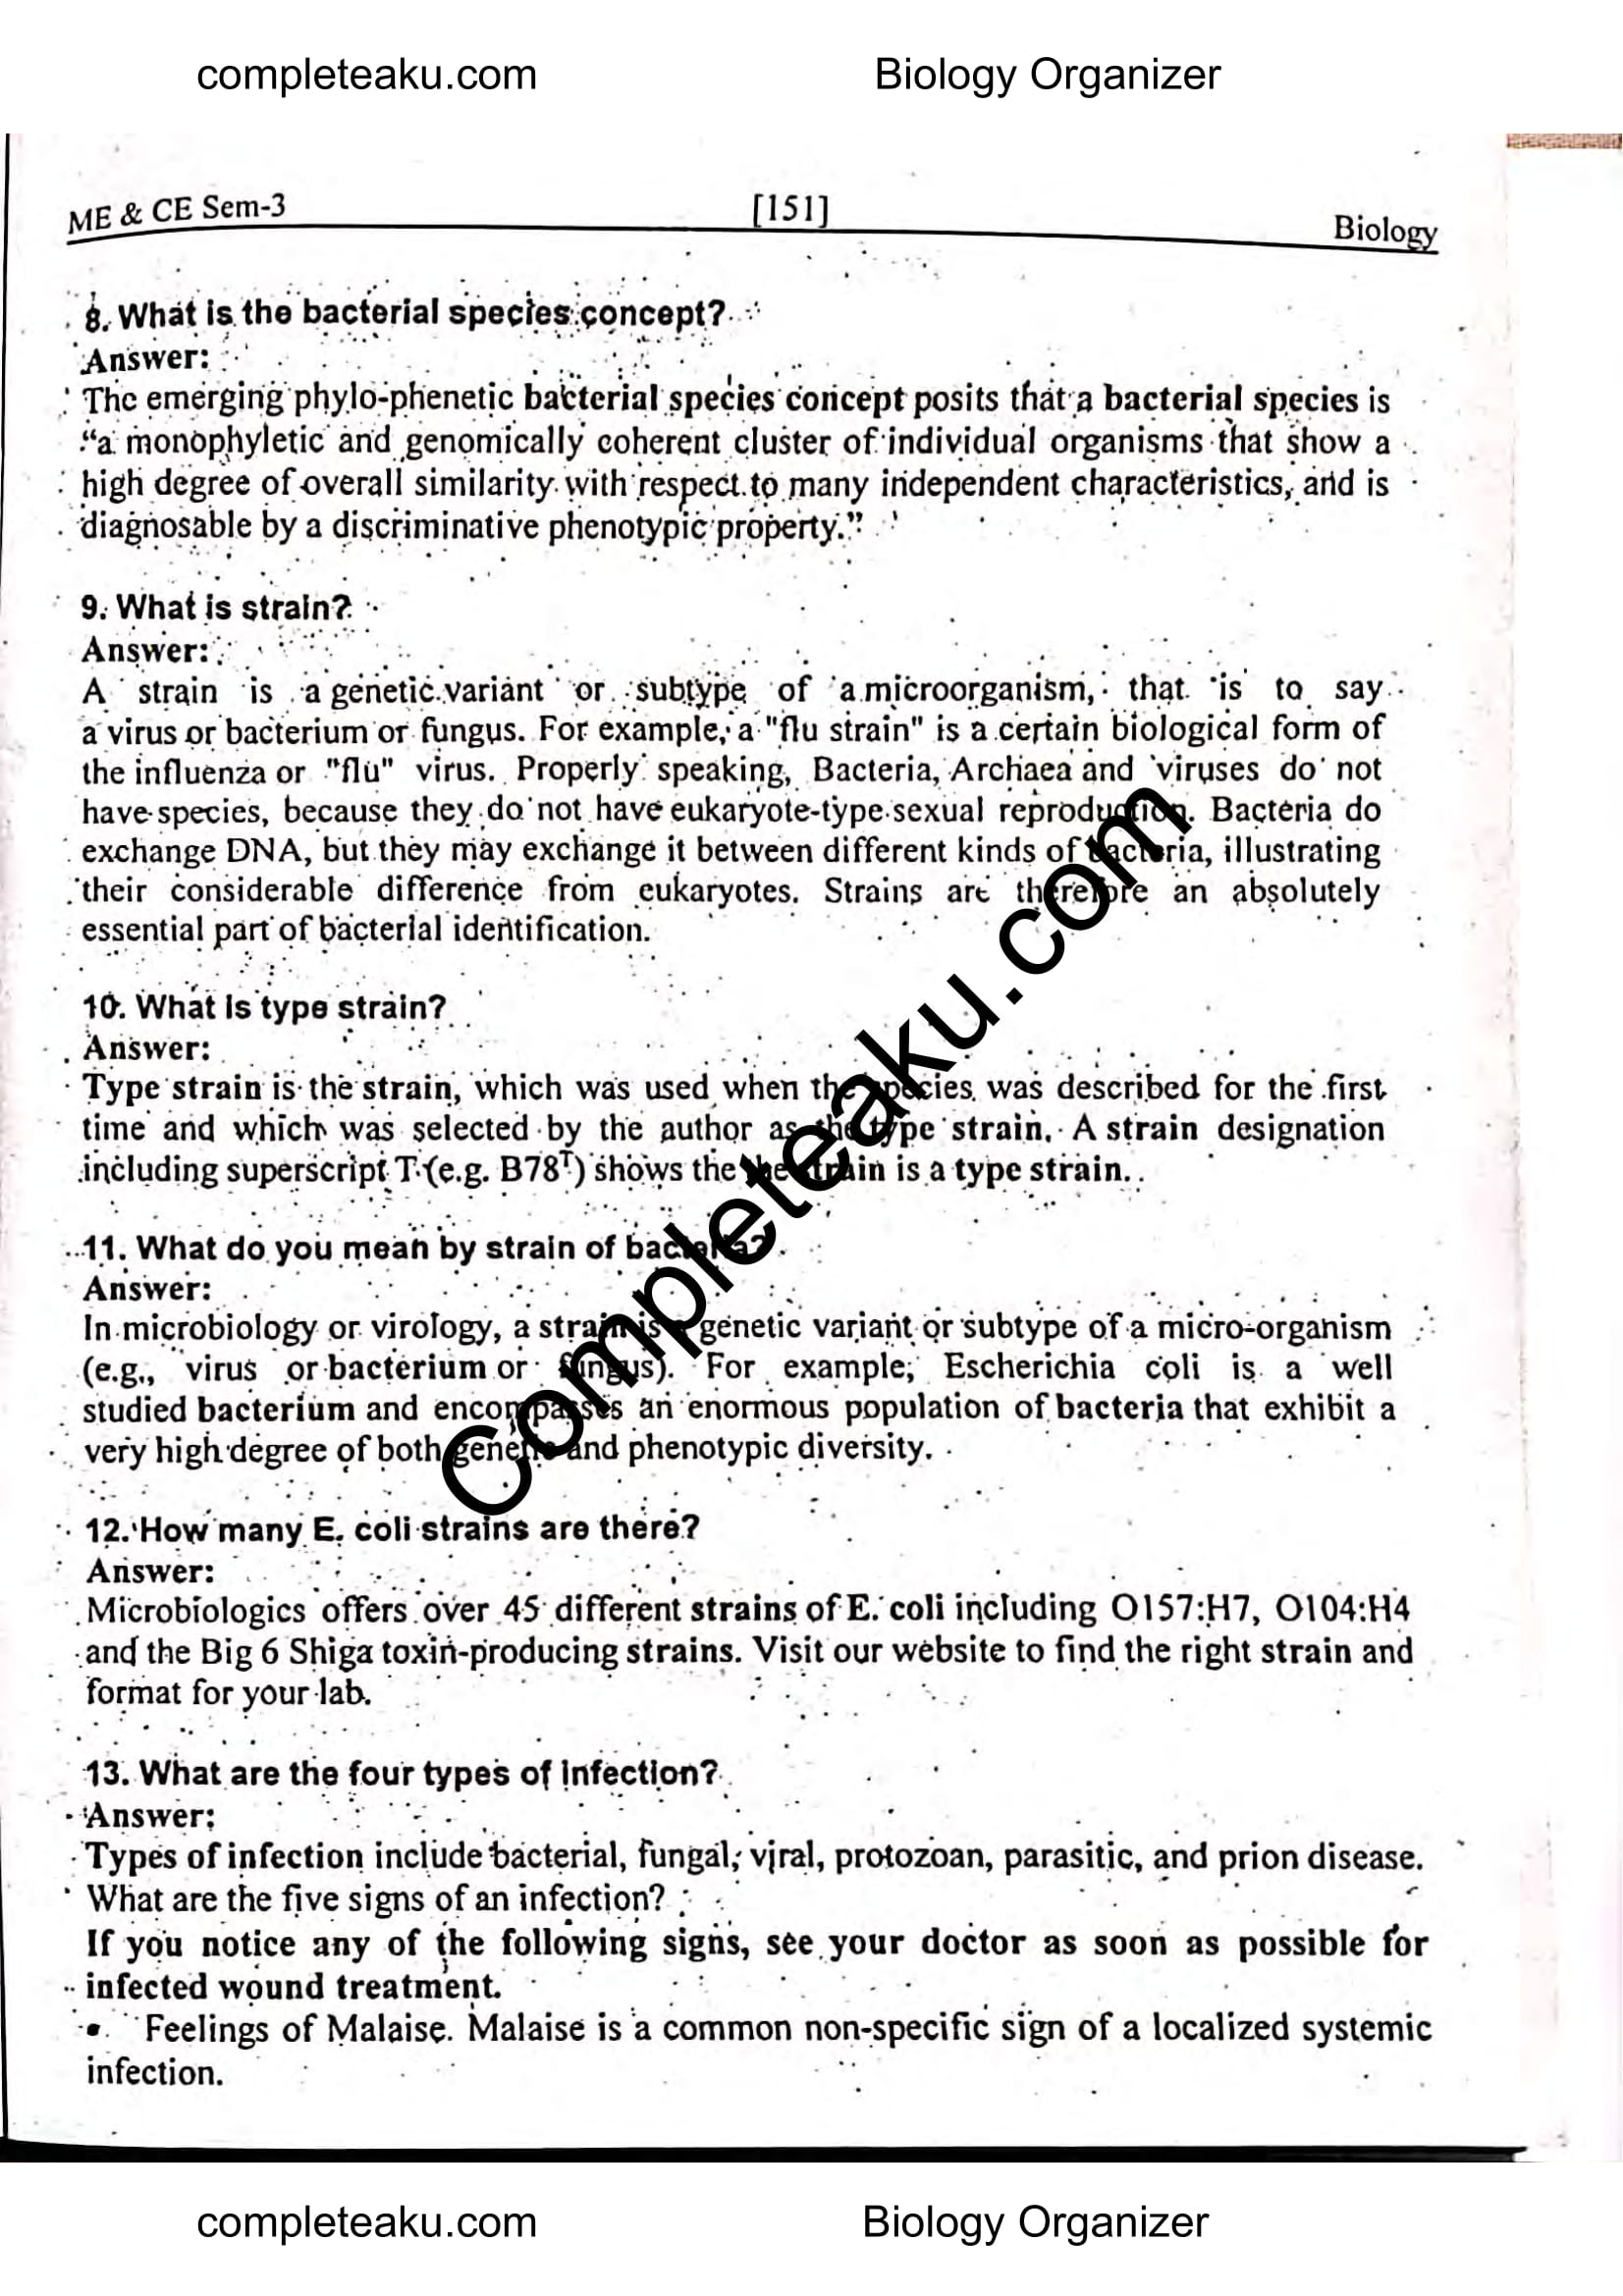 completeaku.com Biology Organizer
ME & CE Sem-3 [151] Biology
8. What is the bacterial species concept?
Answer:
The emerging phylo-phenetic bacterial species concept posits that a bacterial species is
"a monophyletic and genomically coherent cluster of individual organisms that show a
high degree of overall similarity with respect to many independent characteristics, and is
diagnosable by a discriminative phenotypic property."
9. What is strain?
Answer:
A strain is a genetic variant or subtype of a microorganism, that is to say
a virus or bacterium or fungus. For example, a "flu strain" is a certain biological form of
the influenza or "flu" virus. Properly speaking, Bacteria, Archaea and viruses do not
have species, because they do not have eukaryote-type sexual reproduction. Bacteria do
exchange DNA, but they may exchange it between different kinds of bacteria, illustrating
their considerable difference from eukaryotes. Strains are therefore an absolutely
essential part of bacterial identification.
10. What is type strain?
Answer:
Type strain is the strain, which was used when the species was described for the first
time and which was selected by the author as the type strain. A strain designation
including superscript T (e.g. B78ᵀ) shows the the strain is a type strain.
11. What do you mean by strain of bacteria?
Answer:
In microbiology or virology, a strain is a genetic variant or subtype of a micro-organism
(e.g., virus or bacterium or fungus). For example, Escherichia coli is a well
studied bacterium and encompasses an enormous population of bacteria that exhibit a
very high degree of both genetic and phenotypic diversity.
12. How many E. coli strains are there?
Answer:
Microbiologics offers over 45 different strains of E. coli including O157:H7, O104:H4
and the Big 6 Shiga toxin-producing strains. Visit our website to find the right strain and
format for your lab.
13. What are the four types of infection?
Answer:
Types of infection include bacterial, fungal, viral, protozoan, parasitic, and prion disease.
What are the five signs of an infection?
If you notice any of the following signs, see your doctor as soon as possible for
infected wound treatment.
• Feelings of Malaise. Malaise is a common non-specific sign of a localized systemic
infection.
Completeaku.com
completeaku.com Biology Organizer